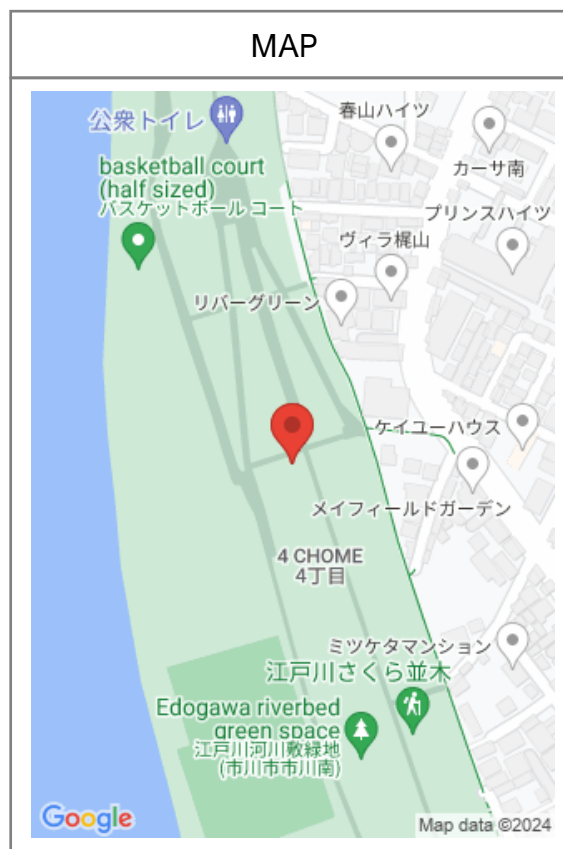 MAP
公衆トイレ
春山ハイツ
カーサ南
basketball court
(half sized)
バスケットボール コート
プリンスハイツ
ヴィラ梶山
リバーグリーン
ケイユーハウス
メイフィールドガーデン
4 CHOME
4丁目
ミツケタマンション
江戸川さくら並木
Edogawa riverbed
green space
江戸川河川敷緑地
(市川市市川南)
Google
Map data ©2024